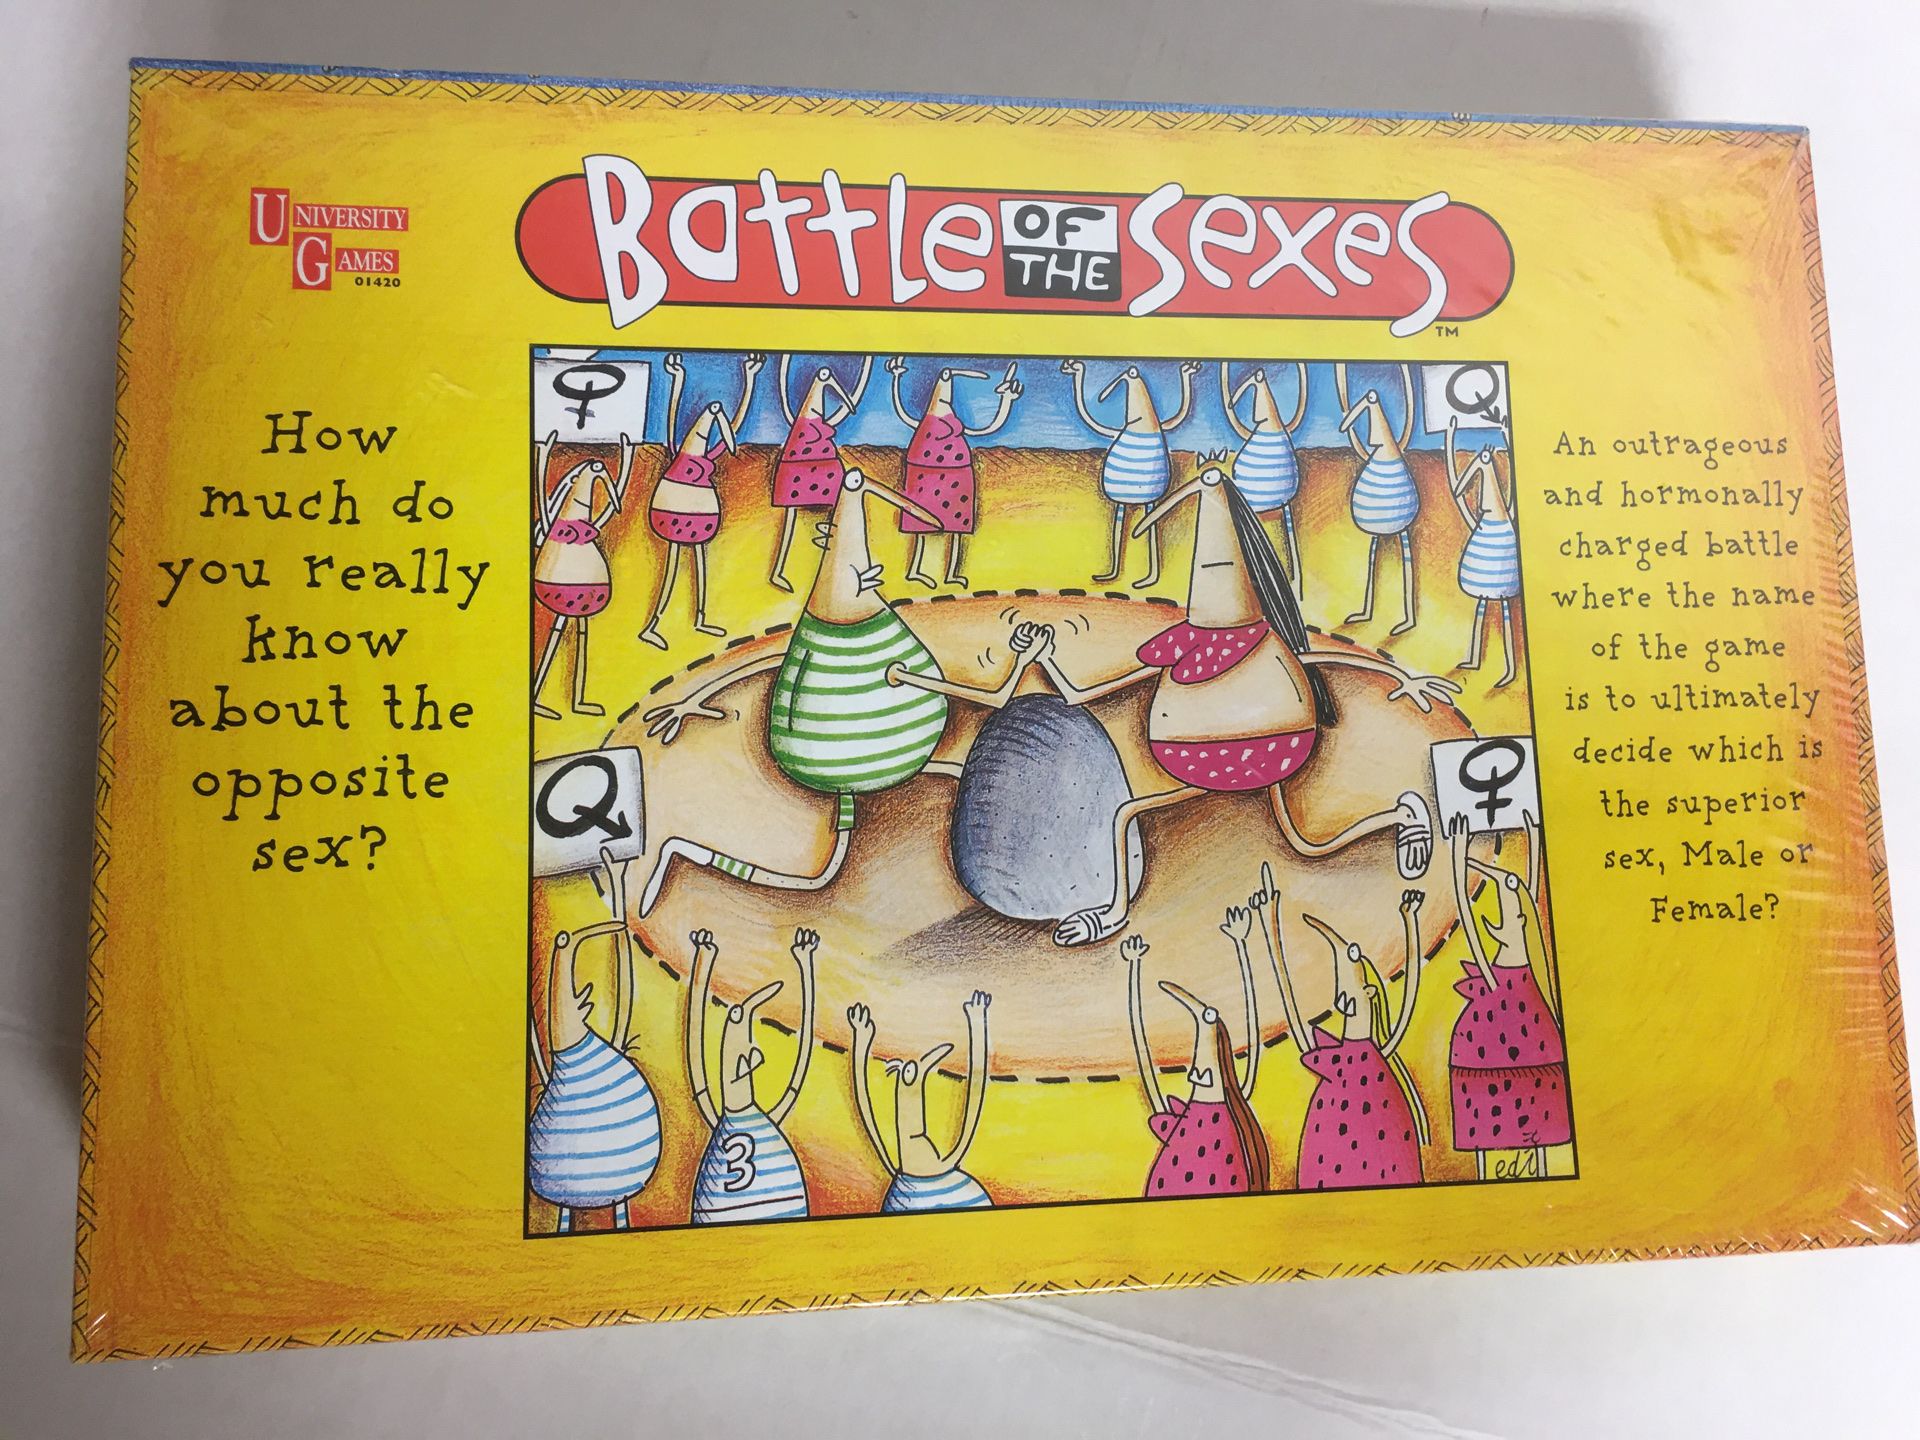 Battle OF THE Sexes
TM
UNIVERSITY
GAMES
01420
How
much do
you really
know
about the
opposite
sex?
An outrageous
and hormonally
charged battle
where the name
of the game
is to ultimately
decide which is
the superior
sex, Male or
Female?
3
edi